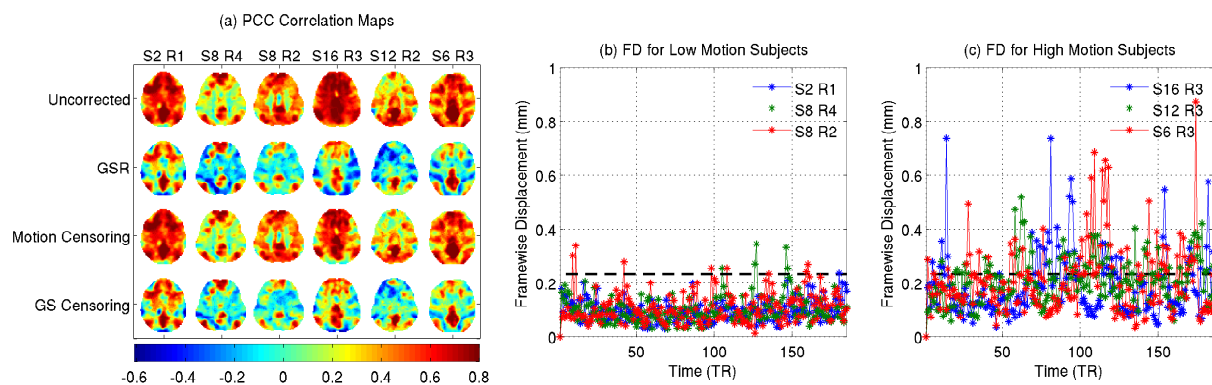 (a) PCC Correlation Maps
S2 R1 S8 R4 S8 R2 S16 R3 S12 R2 S6 R3
Uncorrected
GSR
Motion Censoring
GS Censoring
-0.6 -0.4 -0.2 0 0.2 0.4 0.6 0.8
(b) FD for Low Motion Subjects
Framewise Displacement (mm)
1
0.8
0.6
0.4
0.2
0
50 100 150
Time (TR)
S2 R1
S8 R4
S8 R2
(c) FD for High Motion Subjects
Framewise Displacement (mm)
1
0.8
0.6
0.4
0.2
0
50 100 150
Time (TR)
S16 R3
S12 R3
S6 R3